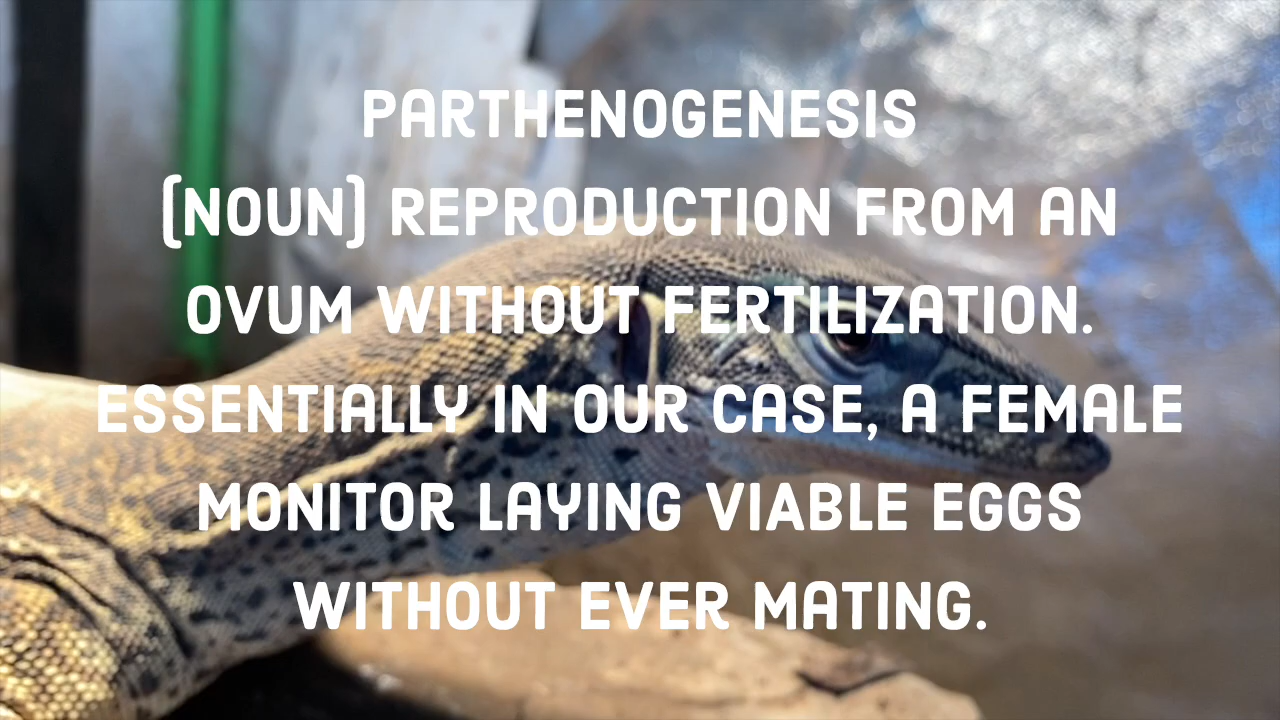 PARTHENOGENESIS
(NOUN) REPRODUCTION FROM AN
OVUM WITHOUT FERTILIZATION.
ESSENTIALLY IN OUR CASE, A FEMALE
MONITOR LAYING VIABLE EGGS
WITHOUT EVER MATING.